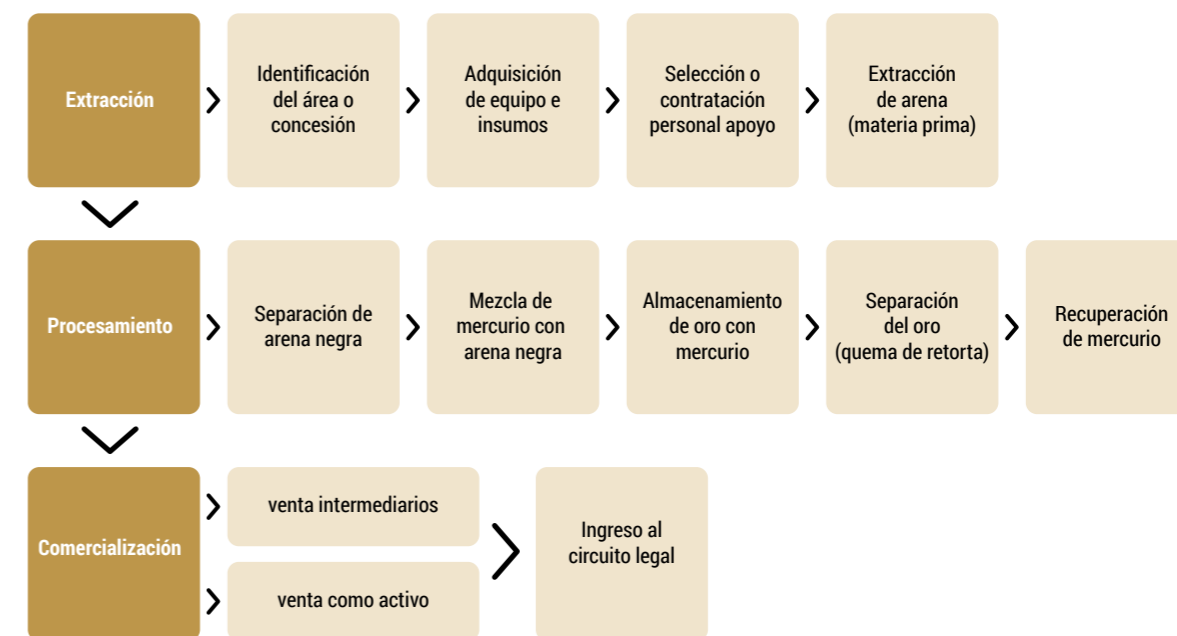 Extracción
Identificación
del área o
concesión
Adquisición
de equipo e
insumos
Selección o
contratación
personal apoyo
Extracción
de arena
(materia prima)
Procesamiento
Separación de
arena negra
Mezcla de
mercurio con
arena negra
Almacenamiento
de oro con
mercurio
Separación
del oro
(quema de retorta)
Recuperación
de mercurio
Comercialización
venta intermediarios
venta como activo
Ingreso al
circuito legal